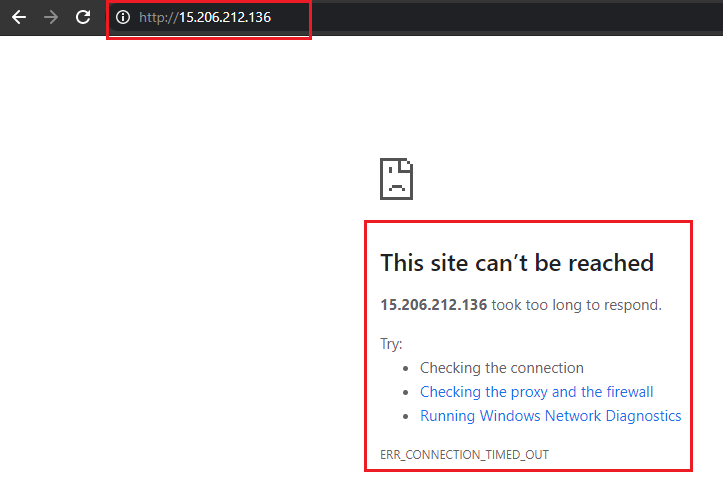 http://15.206.212.136
This site can’t be reached
15.206.212.136 took too long to respond.
Try:
• Checking the connection
• Checking the proxy and the firewall
• Running Windows Network Diagnostics
ERR_CONNECTION_TIMED_OUT